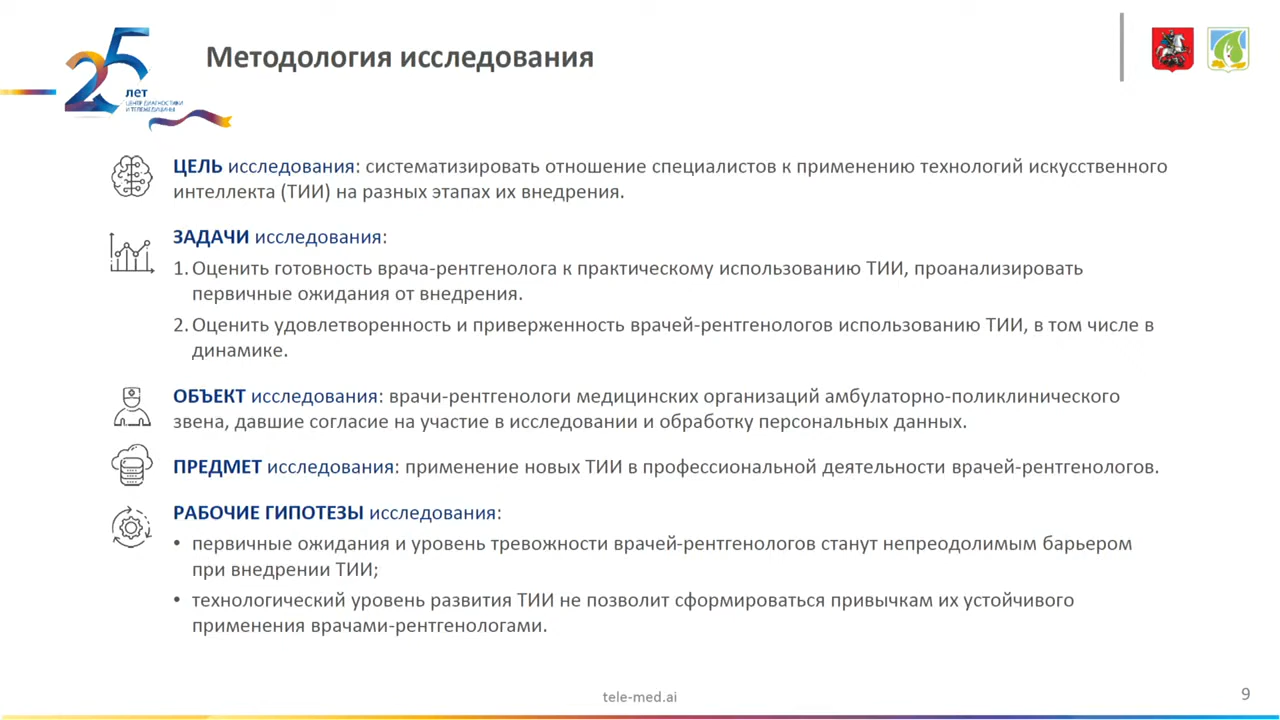 25
лет
ЦЕНТР ДИАГНОСТИКИ
И ТЕЛЕМЕДИЦИНЫ
Методология исследования
ЦЕЛЬ исследования: систематизировать отношение специалистов к применению технологий искусственного
интеллекта (ТИИ) на разных этапах их внедрения.
ЗАДАЧИ исследования:
1. Оценить готовность врача-рентгенолога к практическому использованию ТИИ, проанализировать
первичные ожидания от внедрения.
2. Оценить удовлетворенность и приверженность врачей-рентгенологов использованию ТИИ, в том числе в
динамике.
ОБЪЕКТ исследования: врачи-рентгенологи медицинских организаций амбулаторно-поликлинического
звена, давшие согласие на участие в исследовании и обработку персональных данных.
ПРЕДМЕТ исследования: применение новых ТИИ в профессиональной деятельности врачей-рентгенологов.
РАБОЧИЕ ГИПОТЕЗЫ исследования:
• первичные ожидания и уровень тревожности врачей-рентгенологов станут непреодолимым барьером
при внедрении ТИИ;
• технологический уровень развития ТИИ не позволит сформироваться привычкам их устойчивого
применения врачами-рентгенологами.
tele-med.ai
9